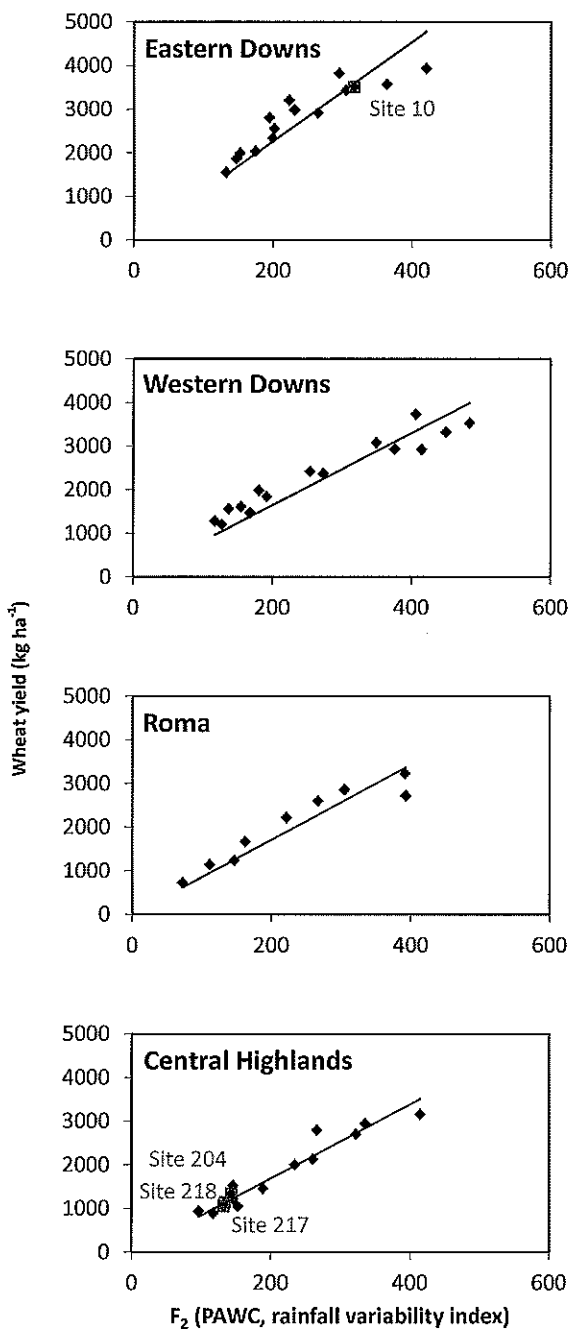 Eastern Downs
5000
4000
3000
2000
1000
0
Site 10
0 200 400 600
Western Downs
5000
4000
3000
2000
1000
0
0 200 400 600
Wheat yield (kg ha⁻¹)
Roma
5000
4000
3000
2000
1000
0
0 200 400 600
Central Highlands
5000
4000
3000
2000
1000
0
Site 204
Site 218
Site 217
0 200 400 600
F₂ (PAWC, rainfall variability index)